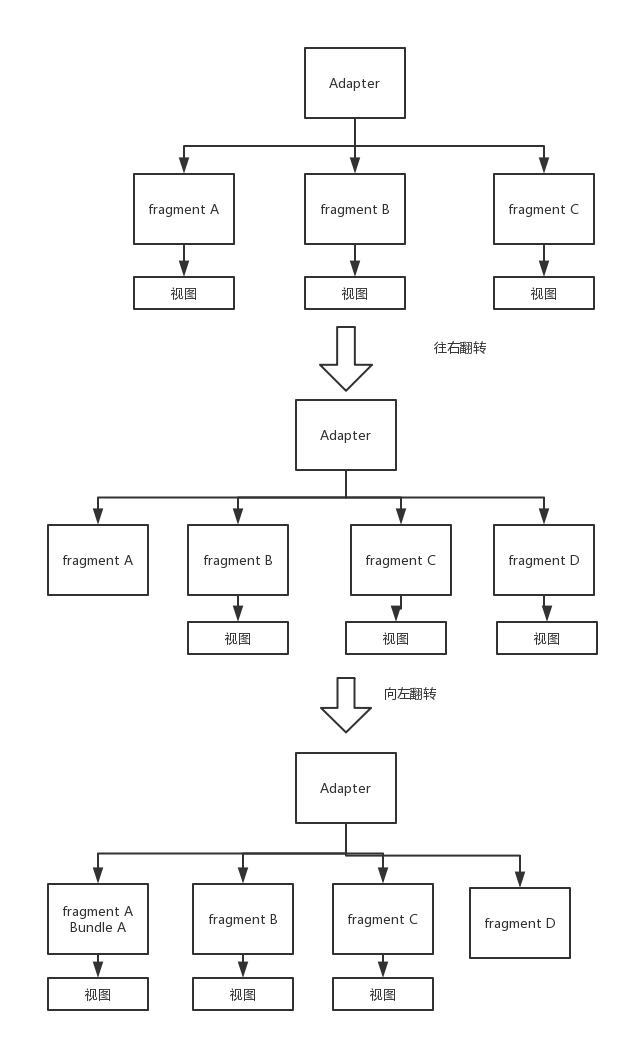 Adapter
fragment A
fragment B
fragment C
视图
视图
视图
往右翻转
Adapter
fragment A
fragment B
fragment C
fragment D
视图
视图
视图
向左翻转
Adapter
fragment A
Bundle A
fragment B
fragment C
fragment D
视图
视图
视图